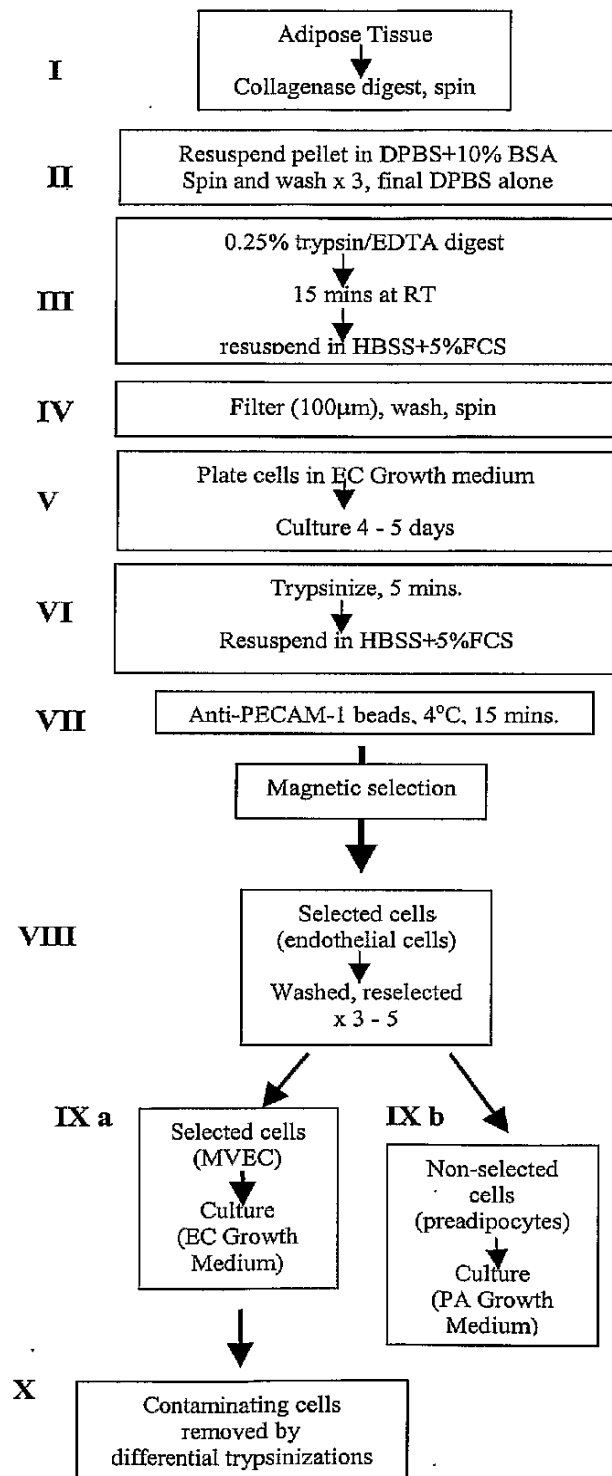 I
Adipose Tissue
Collagenase digest, spin
II
Resuspend pellet in DPBS+10% BSA
Spin and wash x 3, final DPBS alone
III
0.25% trypsin/EDTA digest
15 mins at RT
resuspend in HBSS+5%FCS
IV
Filter (100µm), wash, spin
V
Plate cells in EC Growth medium
Culture 4 - 5 days
VI
Trypsinize, 5 mins.
Resuspend in HBSS+5%FCS
VII
Anti-PECAM-1 beads, 4°C, 15 mins.
Magnetic selection
VIII
Selected cells
(endothelial cells)
Washed, reselected
x 3 - 5
IX a
Selected cells
(MVEC)
Culture
(EC Growth
Medium)
IX b
Non-selected
cells
(preadipocytes)
Culture
(PA Growth
Medium)
X
Contaminating cells
removed by
differential trypsinizations